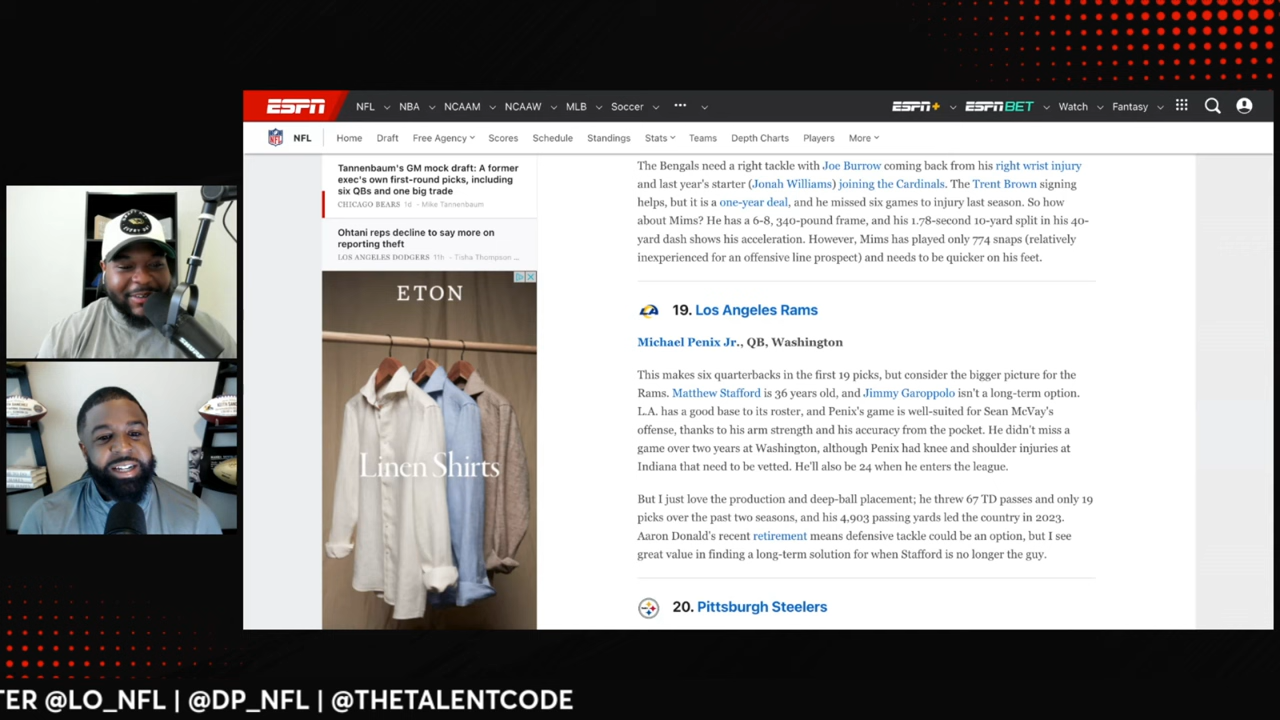 ESPN NFL NBA NCAAM NCAAW MLB Soccer ••• ESPN+ ESPN BET Watch Fantasy
NFL Home Draft Free Agency Scores Schedule Standings Stats Teams Depth Charts Players More
Tannenbaum's GM mock draft: A former
exec's own first-round picks, including
six QBs and one big trade
CHICAGO BEARS 1d - Mike Tannenbaum
Ohtani reps decline to say more on
reporting theft
LOS ANGELES DODGERS 11h - Tisha Thompson ...
ETON
Linen Shirts
The Bengals need a right tackle with Joe Burrow coming back from his right wrist injury
and last year's starter (Jonah Williams) joining the Cardinals. The Trent Brown signing
helps, but it is a one-year deal, and he missed six games to injury last season. So how
about Mims? He has a 6-8, 340-pound frame, and his 1.78-second 10-yard split in his 40-
yard dash shows his acceleration. However, Mims has played only 774 snaps (relatively
inexperienced for an offensive line prospect) and needs to be quicker on his feet.
19. Los Angeles Rams
Michael Penix Jr., QB, Washington
This makes six quarterbacks in the first 19 picks, but consider the bigger picture for the
Rams. Matthew Stafford is 36 years old, and Jimmy Garoppolo isn't a long-term option.
L.A. has a good base to its roster, and Penix's game is well-suited for Sean McVay's
offense, thanks to his arm strength and his accuracy from the pocket. He didn't miss a
game over two years at Washington, although Penix had knee and shoulder injuries at
Indiana that need to be vetted. He'll also be 24 when he enters the league.
But I just love the production and deep-ball placement; he threw 67 TD passes and only 19
picks over the past two seasons, and his 4,903 passing yards led the country in 2023.
Aaron Donald's recent retirement means defensive tackle could be an option, but I see
great value in finding a long-term solution for when Stafford is no longer the guy.
20. Pittsburgh Steelers
TER @LO_NFL | @DP_NFL | @THETALENTCODE